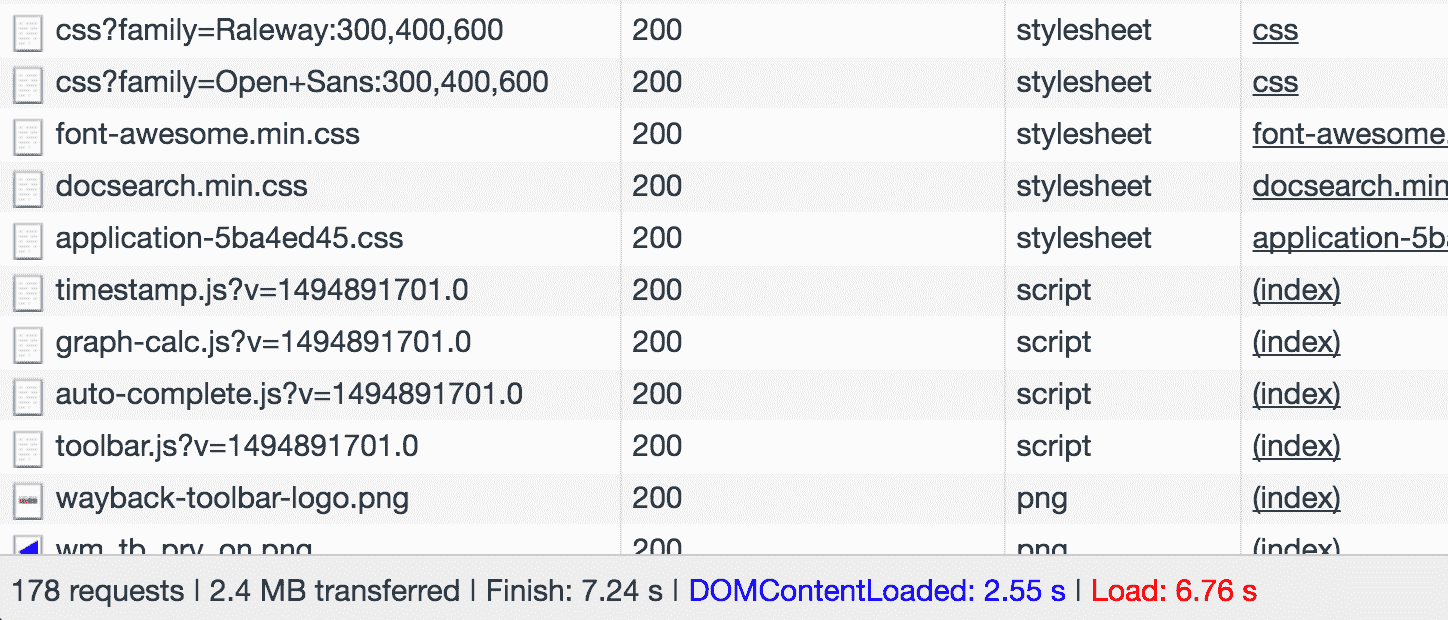 css?family=Raleway:300,400,600 200 stylesheet css
css?family=Open+Sans:300,400,600 200 stylesheet css
font-awesome.min.css 200 stylesheet font-awesome.
docsearch.min.css 200 stylesheet docsearch.min
application-5ba4ed45.css 200 stylesheet application-5ba
timestamp.js?v=1494891701.0 200 script (index)
graph-calc.js?v=1494891701.0 200 script (index)
auto-complete.js?v=1494891701.0 200 script (index)
toolbar.js?v=1494891701.0 200 script (index)
wayback-toolbar-logo.png 200 png (index)
wm_tb_prv_on.png 200 png (index)
178 requests | 2.4 MB transferred | Finish: 7.24 s | DOMContentLoaded: 2.55 s | Load: 6.76 s